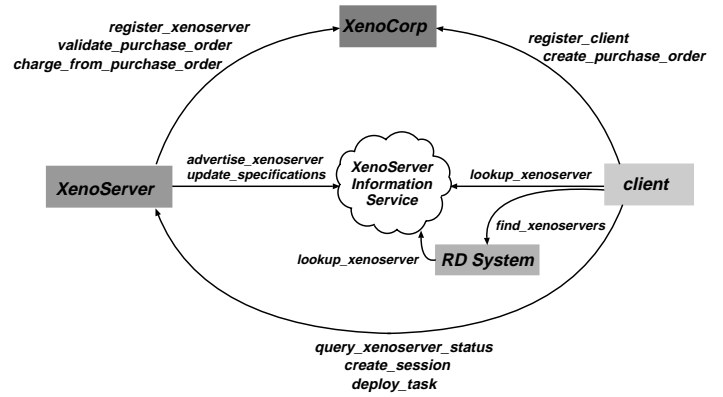 register_xenoserver
validate_purchase_order
charge_from_purchase_order
XenoCorp
register_client
create_purchase_order
advertise_xenoserver
update_specifications
XenoServer
XenoServer
Information
Service
lookup_xenoserver
client
find_xenoservers
lookup_xenoserver
RD System
query_xenoserver_status
create_session
deploy_task